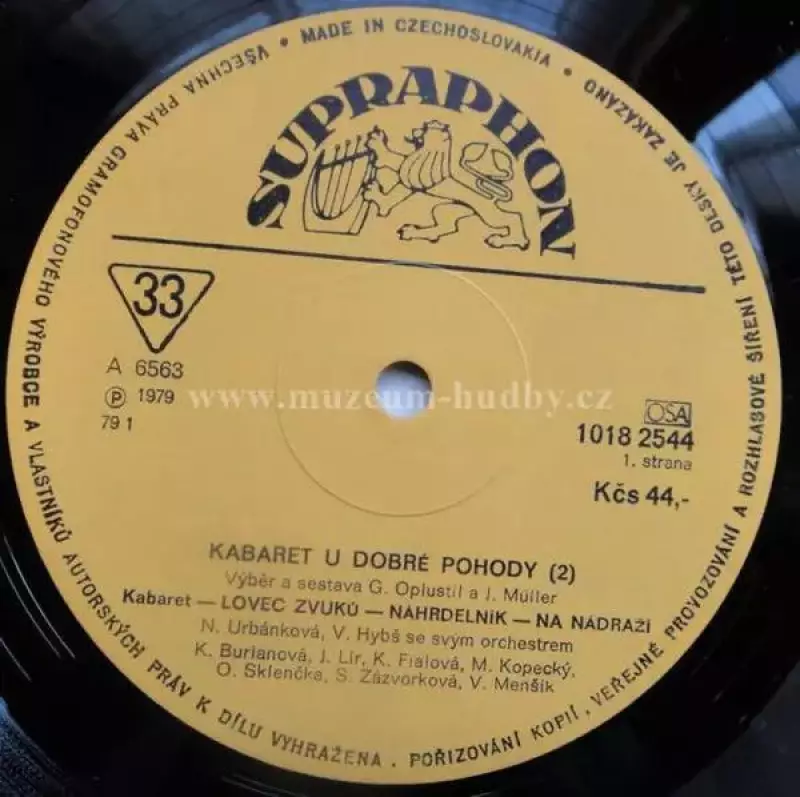 VŠECHNA PRÁVA GRAMOFONOVÉHO VÝROBCE A VLASTNÍKŮ AUTORSKÝCH PRÁV K DÍLU VYHRAŽENA. POŘIZOVÁNÍ KOPIÍ, VEŘEJNÉ PROVOZOVÁNÍ A ROZHLASOVÉ ŠÍŘENÍ TÉTO DESKY JE ZAKÁZÁNO • MADE IN CZECHOSLOVAKIA •
SUPRAPHON
33
A 6563
Ⓟ 1979
79 1
www.muzeum-hudby.cz
OSA
1018 2544
1. strana
Kčs 44,-
KABARET U DOBRÉ POHODY (2)
Výběr a sestava G. Oplustil a J. Müller
Kabaret — LOVEC ZVUKŮ — NÁHRDELNÍK — NA NÁDRAŽÍ
N. Urbánková, V. Hybš se svým orchestrem
K. Burianová, J. Lír, K. Fialová, M. Kopecký,
O. Sklenčka, S. Zázvorková, V. Menšík